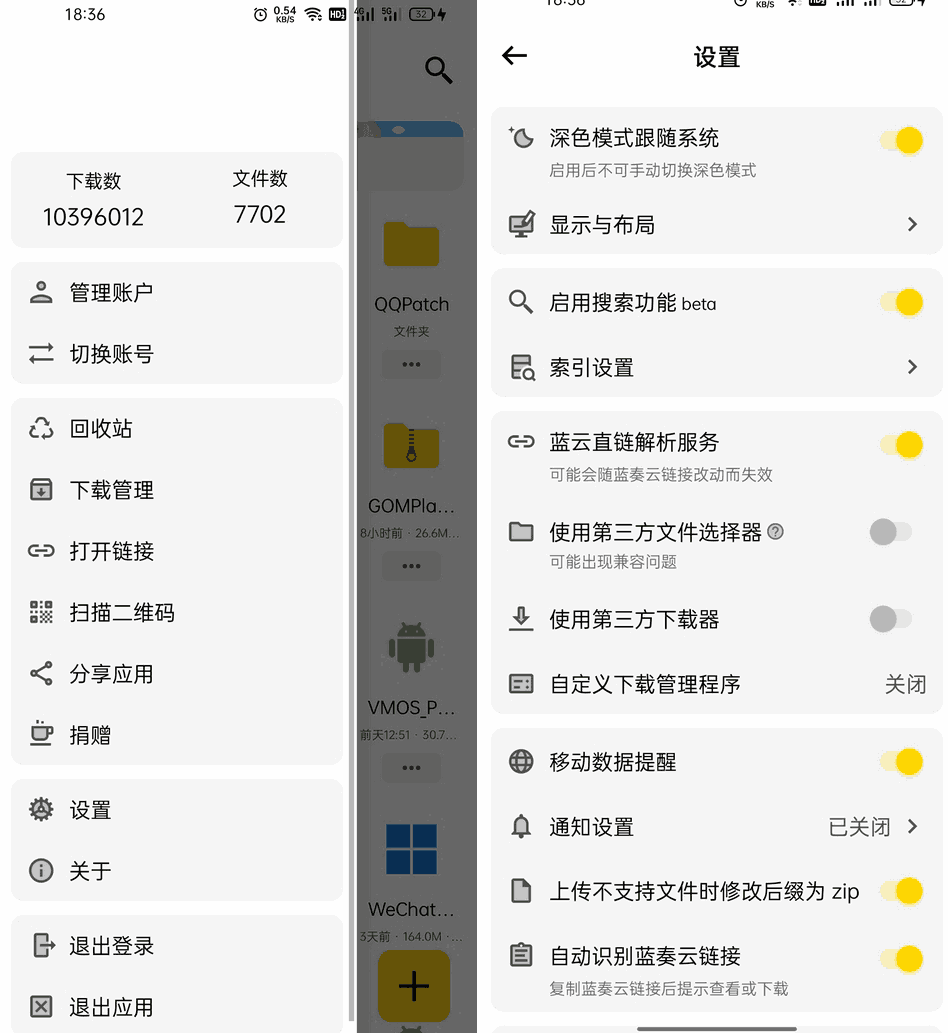 18:36
0.54
KB/S
HD
4G
5G
32
下载数
文件数
10396012
7702
管理账户
切换账号
回收站
下载管理
打开链接
扫描二维码
分享应用
捐赠
设置
关于
退出登录
退出应用
QQPatch
文件夹
GOMPla...
8小时前 · 26.6M...
VMOS_P...
前天12:51 · 30.7...
WeChat...
3天前 · 164.0M · ...
18:36
KB/S
设置
深色模式跟随系统
启用后不可手动切换深色模式
显示与布局
启用搜索功能 beta
索引设置
蓝云直链解析服务
可能会随蓝奏云链接改动而失效
使用第三方文件选择器
可能出现兼容问题
使用第三方下载器
自定义下载管理程序 关闭
移动数据提醒
通知设置 已关闭
上传不支持文件时修改后缀为 zip
自动识别蓝奏云链接
复制蓝奏云链接后提示查看或下载